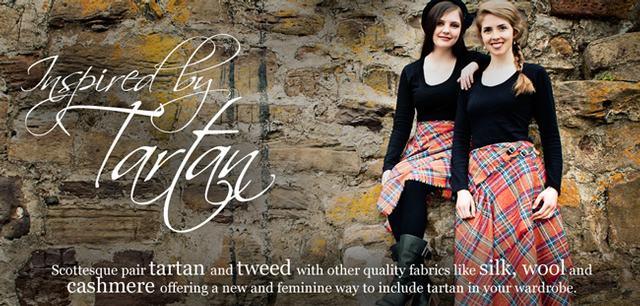 Inspired by
Tartan
Scottesque pair tartan and tweed with other quality fabrics like silk, wool and
cashmere offering a new and feminine way to include tartan in your wardrobe.